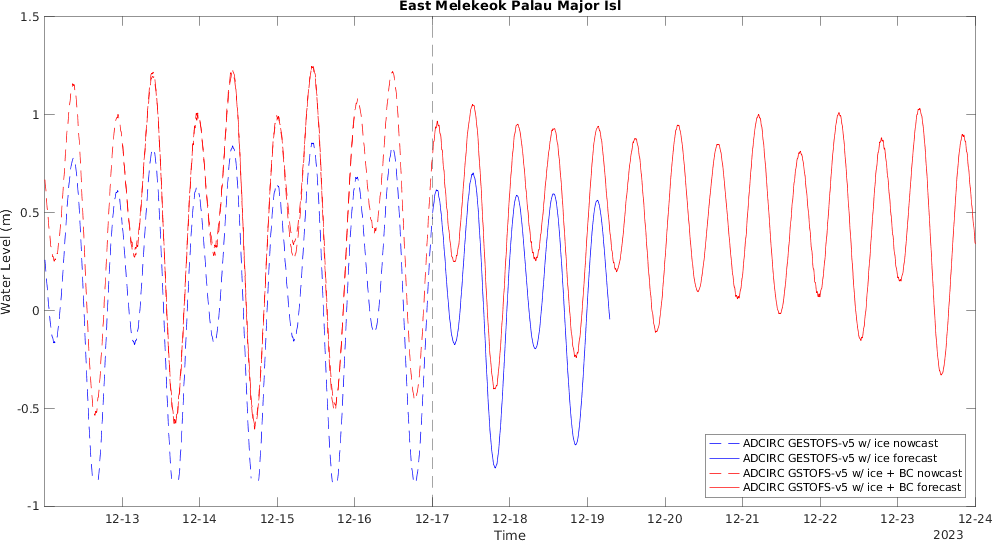 East Melekeok Palau Major Isl
1.5
1
0.5
0
-0.5
-1
Water Level (m)
12-13 12-14 12-15 12-16 12-17 12-18 12-19 12-20 12-21 12-22 12-23 12-24
Time
2023
ADCIRC GESTOFS-v5 w/ ice nowcast
ADCIRC GESTOFS-v5 w/ ice forecast
ADCIRC GSTOFS-v5 w/ ice + BC nowcast
ADCIRC GSTOFS-v5 w/ ice + BC forecast